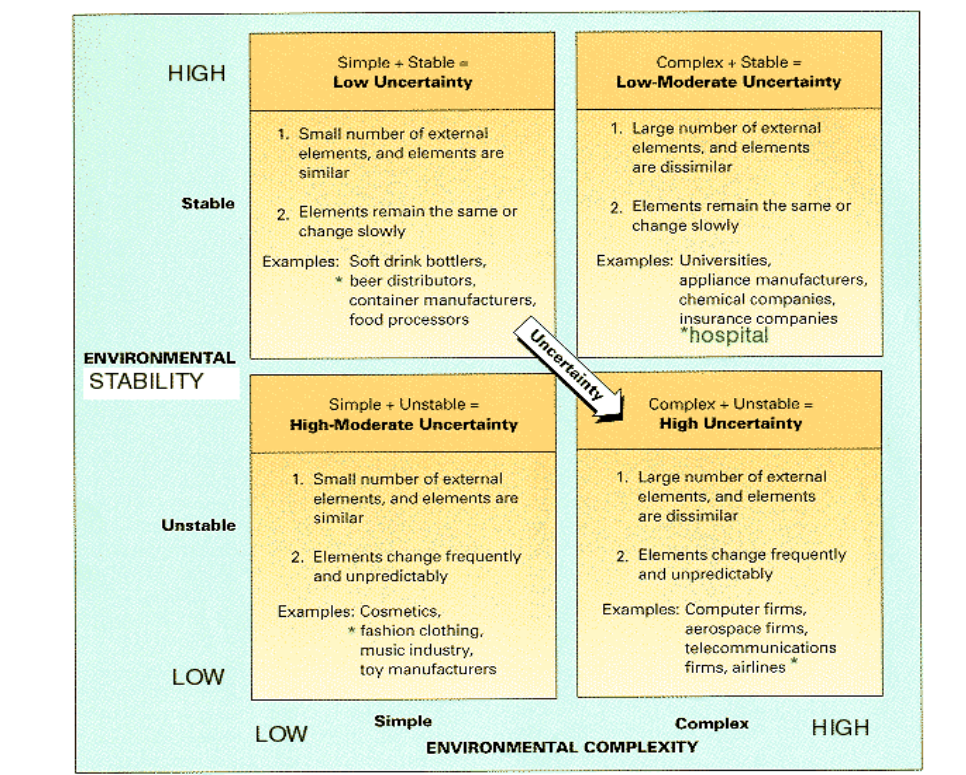 HIGH
Simple + Stable =
Low Uncertainty
1. Small number of external
elements, and elements are
similar
2. Elements remain the same or
change slowly
Examples: Soft drink bottlers,
* beer distributors,
container manufacturers,
food processors
Complex + Stable =
Low-Moderate Uncertainty
1. Large number of external
elements, and elements
are dissimilar
2. Elements remain the same or
change slowly
Examples: Universities,
appliance manufacturers,
chemical companies,
insurance companies
*hospital
Stable
ENVIRONMENTAL
STABILITY
Uncertainty
Simple + Unstable =
High-Moderate Uncertainty
1. Small number of external
elements, and elements are
similar
2. Elements change frequently
and unpredictably
Examples: Cosmetics,
* fashion clothing,
music industry,
toy manufacturers
Complex + Unstable =
High Uncertainty
1. Large number of external
elements, and elements
are dissimilar
2. Elements change frequently
and unpredictably
Examples: Computer firms,
aerospace firms,
telecommunications
firms, airlines *
Unstable
LOW
LOW
Simple
Complex
HIGH
ENVIRONMENTAL COMPLEXITY